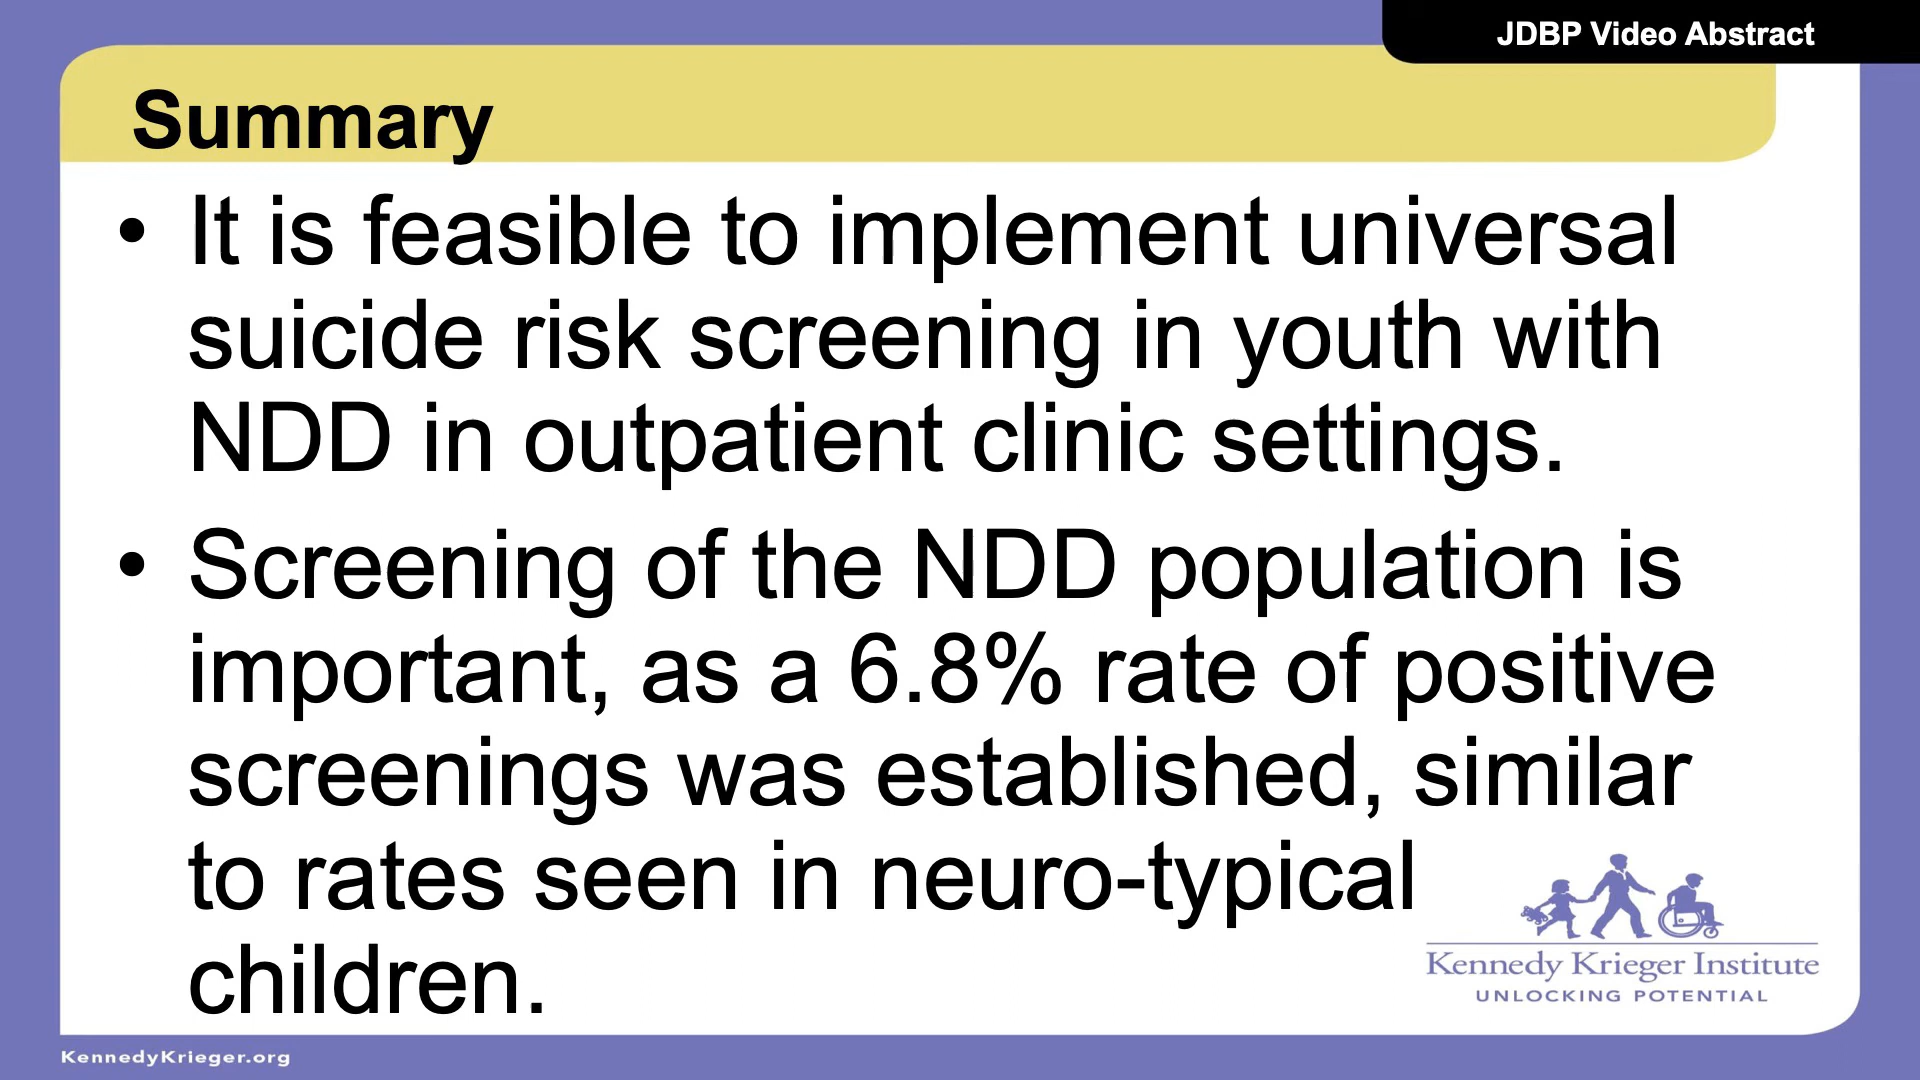 JDBP Video Abstract
Summary
• It is feasible to implement universal
suicide risk screening in youth with
NDD in outpatient clinic settings.
• Screening of the NDD population is
important, as a 6.8% rate of positive
screenings was established, similar
to rates seen in neuro-typical
children.
Kennedy Krieger Institute
UNLOCKING POTENTIAL
KennedyKrieger.org